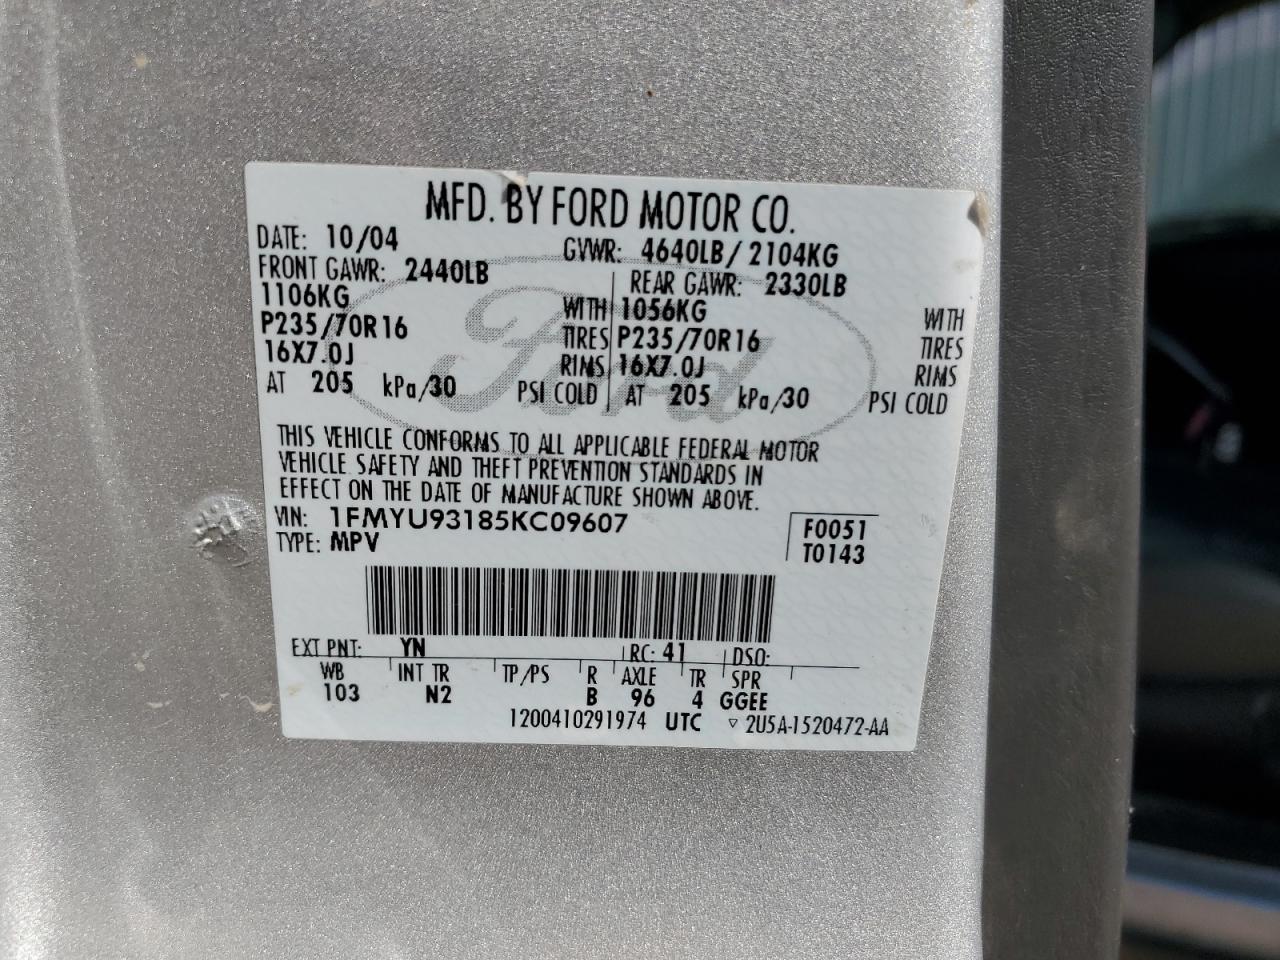 MFD. BY FORD MOTOR CO.
DATE: 10/04 GVWR: 4640LB/2104KG
FRONT GAWR: 2440LB REAR GAWR: 2330LB
1106KG WITH 1056KG WITH
P235/70R16 TIRES P235/70R16 TIRES
16X7.0J RIMS 16X7.0J RIMS
AT 205 kPa/30 PSI COLD AT 205 kPa/30 PSI COLD
Ford
THIS VEHICLE CONFORMS TO ALL APPLICABLE FEDERAL MOTOR
VEHICLE SAFETY AND THEFT PREVENTION STANDARDS IN
EFFECT ON THE DATE OF MANUFACTURE SHOWN ABOVE.
VIN: 1FMYU93185KC09607 F0051
TYPE: MPV T0143
EXT PNT: YN RC: 41 DSO:
WB INT TR TP/PS R AXLE TR SPR
103 N2 B 96 4 GGEE
1200410291974 UTC ▽ 2U5A-1520472-AA